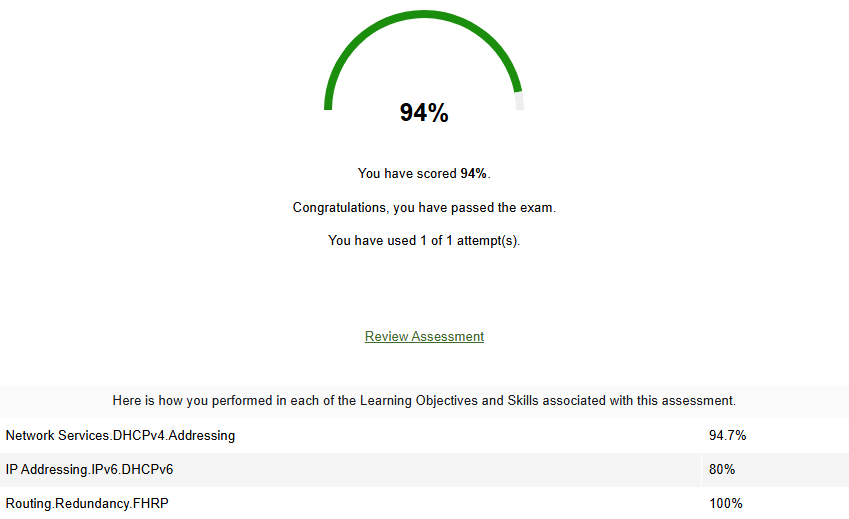 94%
You have scored 94%.
Congratulations, you have passed the exam.
You have used 1 of 1 attempt(s).
Review Assessment
Here is how you performed in each of the Learning Objectives and Skills associated with this assessment.
Network Services.DHCPv4.Addressing 94.7%
IP Addressing.IPv6.DHCPv6 80%
Routing.Redundancy.FHRP 100%